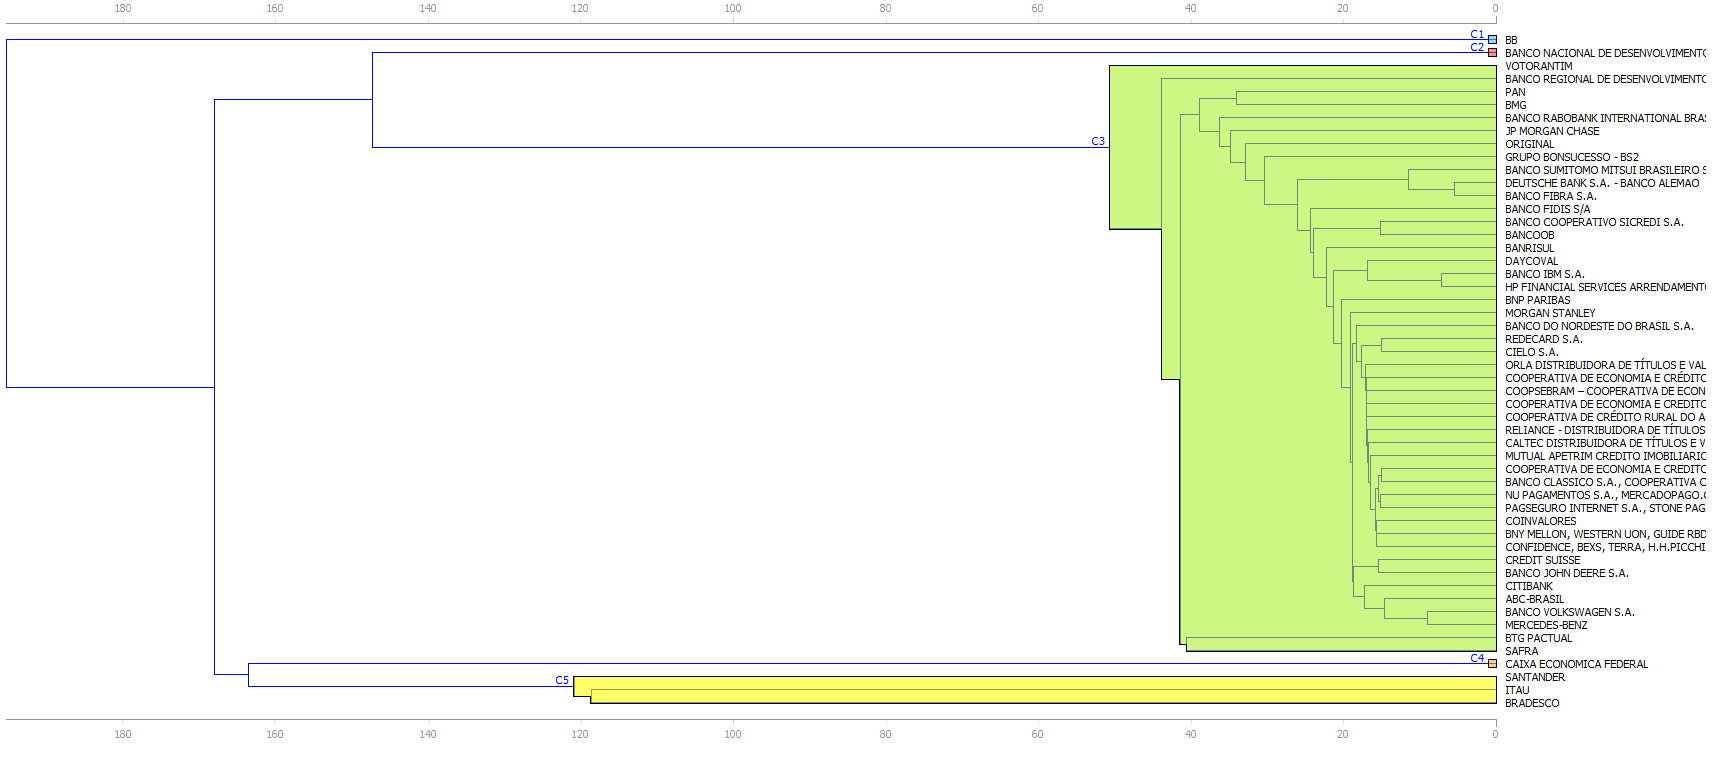 180 160 140 120 100 80 60 40 20 0
C1 BB
C2 BANCO NACIONAL DE DESENVOLVIMENTO
VOTORANTIM
BANCO REGIONAL DE DESENVOLVIMENTO
PAN
BMG
BANCO RABOBANK INTERNATIONAL BRAS
JP MORGAN CHASE
C3
ORIGINAL
GRUPO BONSUCESSO - BS2
BANCO SUMITOMO MITSUI BRASILEIRO S
DEUTSCHE BANK S.A. - BANCO ALEMAO
BANCO FIBRA S.A.
BANCO FIDIS S/A
BANCO COOPERATIVO SICREDI S.A.
BANCOOB
BANRISUL
DAYCOVAL
BANCO IBM S.A.
HP FINANCIAL SERVICES ARRENDAMENT
BNP PARIBAS
MORGAN STANLEY
BANCO DO NORDESTE DO BRASIL S.A.
REDECARD S.A.
CIELO S.A.
ORLA DISTRIBUIDORA DE TÍTULOS E VAL
COOPERATIVA DE ECONOMIA E CRÉDITO
COOPSEBRAM – COOPERATIVA DE ECON
COOPERATIVA DE ECONOMIA E CREDITO
COOPERATIVA DE CRÉDITO RURAL DO A
RELIANCE - DISTRIBUIDORA DE TÍTULOS
CALTEC DISTRIBUIDORA DE TÍTULOS E V
MUTUAL APETRIM CREDITO IMOBILIARIO
COOPERATIVA DE ECONOMIA E CREDITO
BANCO CLASSICO S.A., COOPERATIVA C
NU PAGAMENTOS S.A., MERCADOPAGO.C
PAGSEGURO INTERNET S.A., STONE PAG
COINVALORES
BNY MELLON, WESTERN UON, GUIDE RBD
CONFIDENCE, BEXS, TERRA, H.H.PICCHI
CREDIT SUISSE
BANCO JOHN DEERE S.A.
CITIBANK
ABC-BRASIL
BANCO VOLKSWAGEN S.A.
MERCEDES-BENZ
BTG PACTUAL
SAFRA
C4 CAIXA ECONOMICA FEDERAL
C5 SANTANDER
ITAU
BRADESCO
180 160 140 120 100 80 60 40 20 0